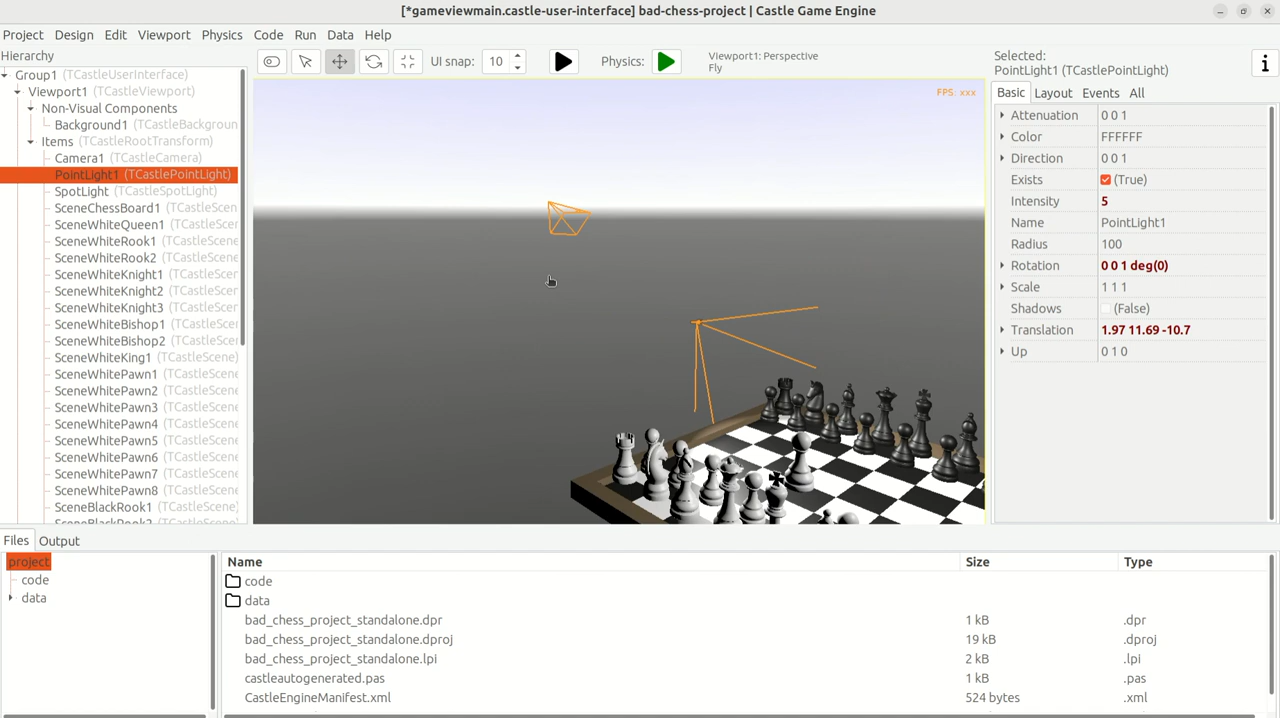 [*gameviewmain.castle-user-interface] bad-chess-project | Castle Game Engine
Project Design Edit Viewport Physics Code Run Data Help
Hierarchy
Group1 (TCastleUserInterface)
Viewport1 (TCastleViewport)
Non-Visual Components
Background1 (TCastleBackgroun
Items (TCastleRootTransform)
Camera1 (TCastleCamera)
PointLight1 (TCastlePointLight)
SpotLight (TCastleSpotLight)
SceneChessBoard1 (TCastleScen
SceneWhiteQueen1 (TCastleScer
SceneWhiteRook1 (TCastleScen
SceneWhiteRook2 (TCastleScen
SceneWhiteKnight1 (TCastleScer
SceneWhiteKnight2 (TCastleScer
SceneWhiteKnight3 (TCastleScer
SceneWhiteBishop1 (TCastleScer
SceneWhiteBishop2 (TCastleScer
SceneWhiteKing1 (TCastleScene)
SceneWhitePawn1 (TCastleScene
SceneWhitePawn2 (TCastleScene
SceneWhitePawn3 (TCastleScene
SceneWhitePawn4 (TCastleScene
SceneWhitePawn5 (TCastleScene
SceneWhitePawn6 (TCastleScene
SceneWhitePawn7 (TCastleScene
SceneWhitePawn8 (TCastleScene
SceneBlackRook1 (TCastleScene
SceneBlackRook2 (TCastleScene
UI snap: 10 Physics:
Viewport1: Perspective
Fly
FPS: xxx
Selected:
PointLight1 (TCastlePointLight)
i
Basic Layout Events All
Attenuation 0 0 1
Color FFFFFF
Direction 0 0 1
Exists (True)
Intensity 5
Name PointLight1
Radius 100
Rotation 0 0 1 deg(0)
Scale 1 1 1
Shadows (False)
Translation 1.97 11.69 -10.7
Up 0 1 0
Files Output
project
code
data
Name Size Type
code
data
bad_chess_project_standalone.dpr 1 kB .dpr
bad_chess_project_standalone.dproj 19 kB .dproj
bad_chess_project_standalone.lpi 2 kB .lpi
castleautogenerated.pas 1 kB .pas
CastleEngineManifest.xml 524 bytes .xml